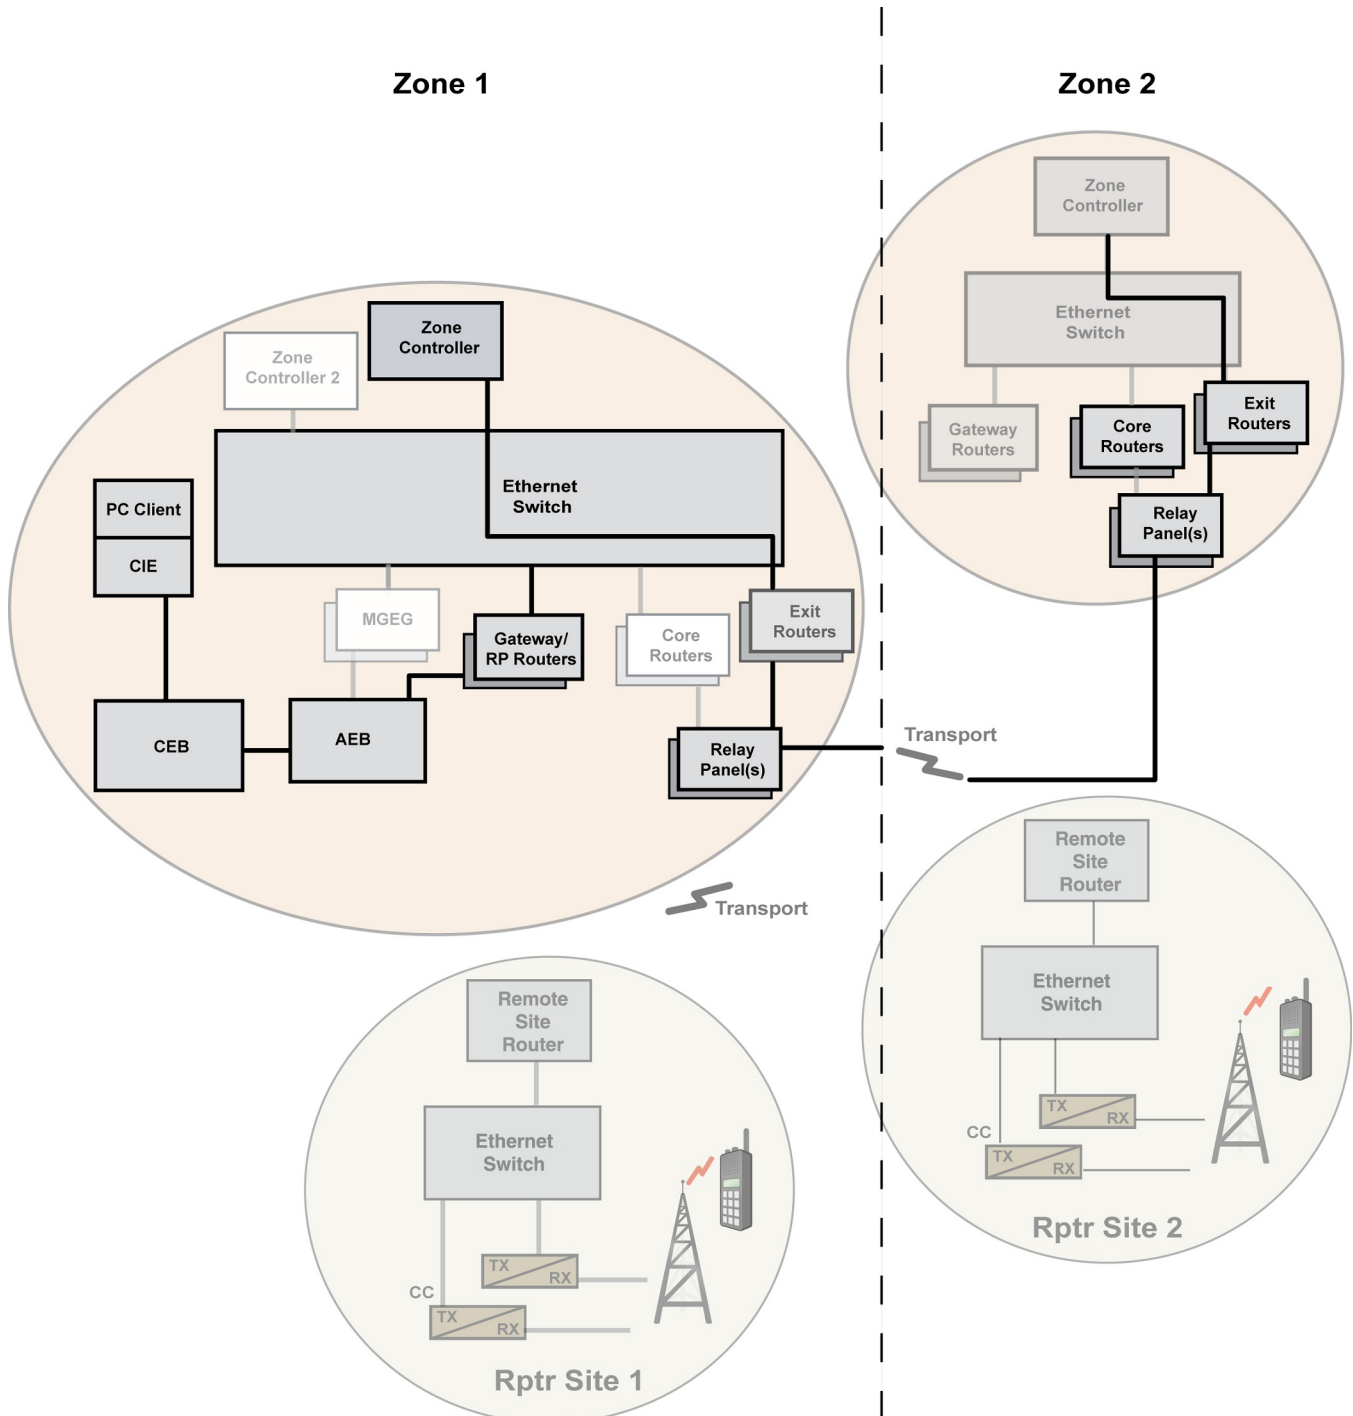 Zone 1
Zone 2
Zone
Controller
Ethernet
Switch
Gateway
Routers
Core
Routers
Exit
Routers
Relay
Panel(s)
Zone
Controller 2
Zone
Controller
Ethernet
Switch
PC Client
CIE
MGEG
Gateway/
RP Routers
Core
Routers
Exit
Routers
CEB
AEB
Relay
Panel(s)
Transport
Transport
Remote
Site
Router
Ethernet
Switch
TX
RX
CC
TX
RX
Rptr Site 2
Remote
Site
Router
Ethernet
Switch
TX
RX
CC
TX
RX
Rptr Site 1